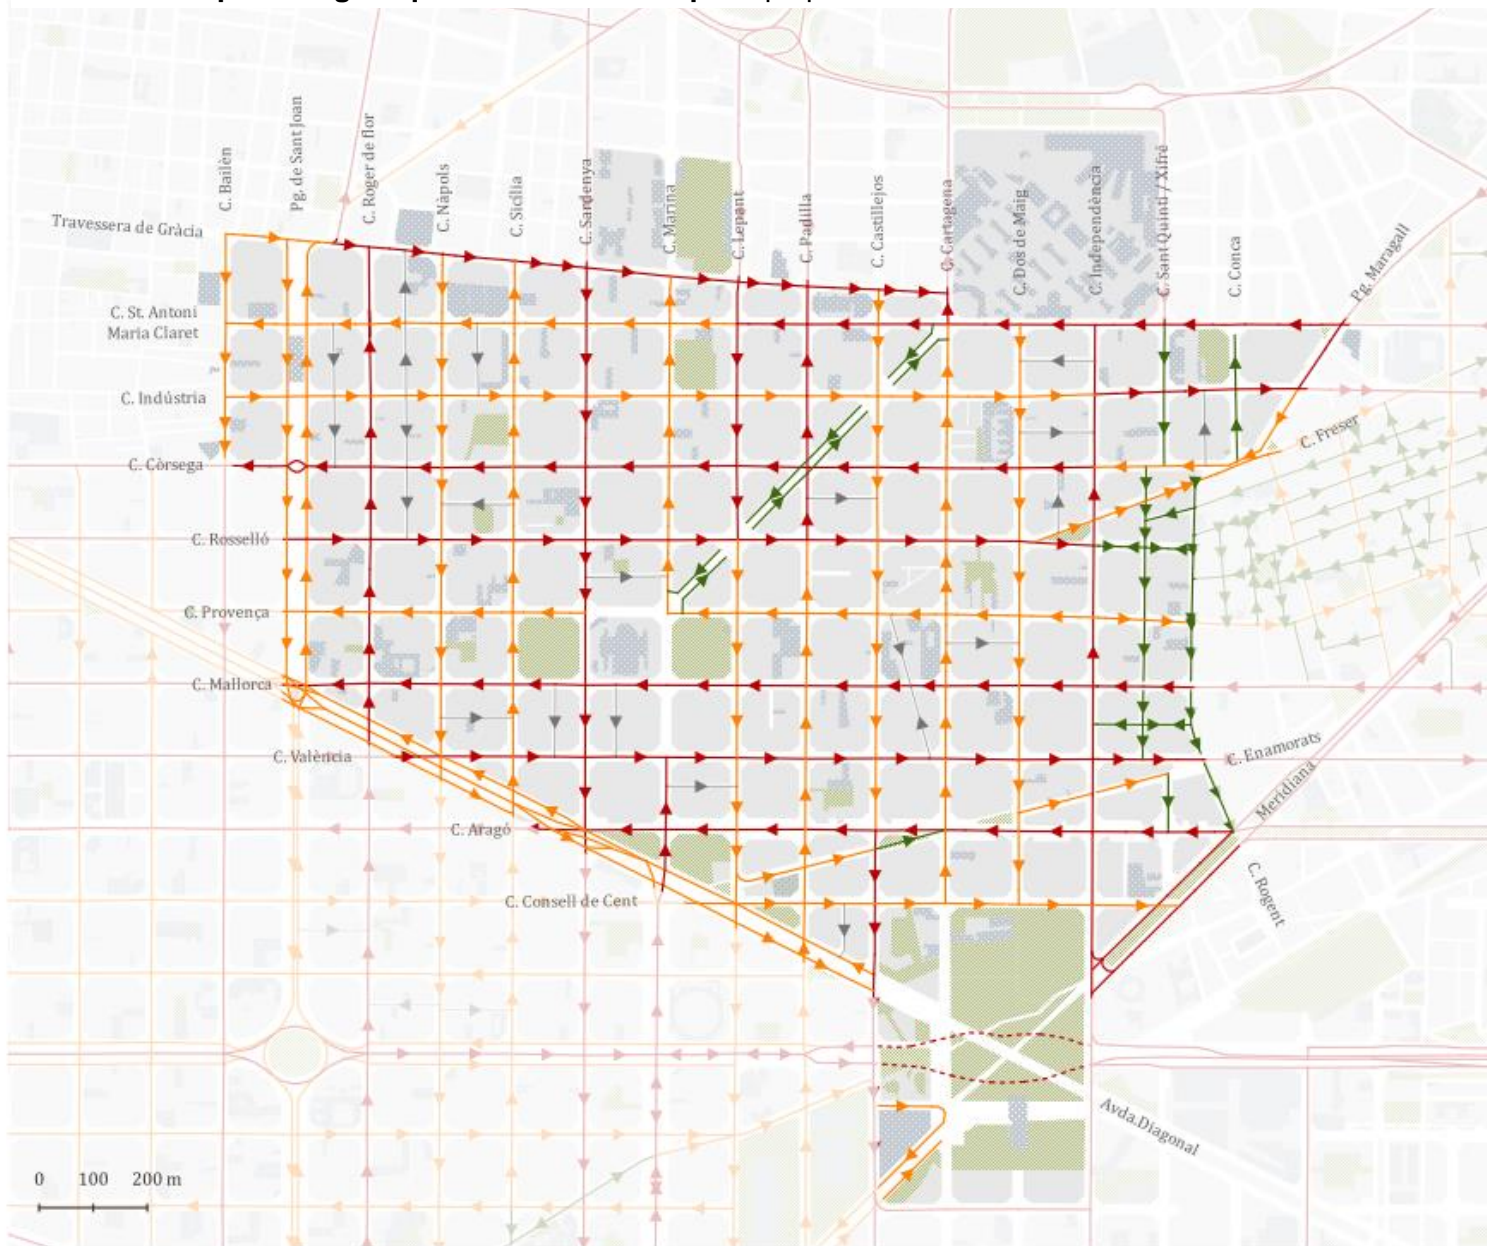 C. Bailèn
Pg. de Sant Joan
C. Roger de flor
C. Nàpols
C. Sicília
C. Sardenya
C. Marina
C. Lepant
C. Padilla
C. Castillejos
C. Cartagena
C. Dos de Maig
C. Independència
C. Sant Quintí / Xifré
C. Conca
Pg. Maragall
Travessera de Gràcia
C. St. Antoni
Maria Claret
C. Indústria
C. Freser
C. Còrsega
C. Rosselló
C. Provença
C. Mallorca
C. València
C. Enamorats
Meridiana
C. Aragó
C. Consell de Cent
C. Rogent
Avda.Diagonal
0 100 200 m